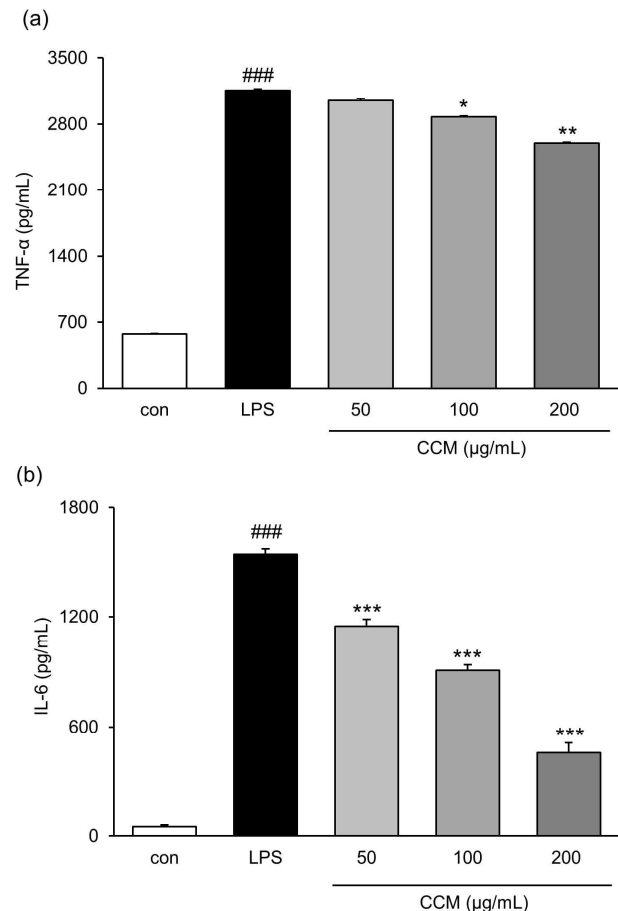 (a)
3500
2800
2100
1400
700
0
TNF-α (pg/mL)
###
*
**
con LPS 50 100 200
CCM (µg/mL)
(b)
1800
1200
600
0
IL-6 (pg/mL)
###
***
***
***
con LPS 50 100 200
CCM (µg/mL)